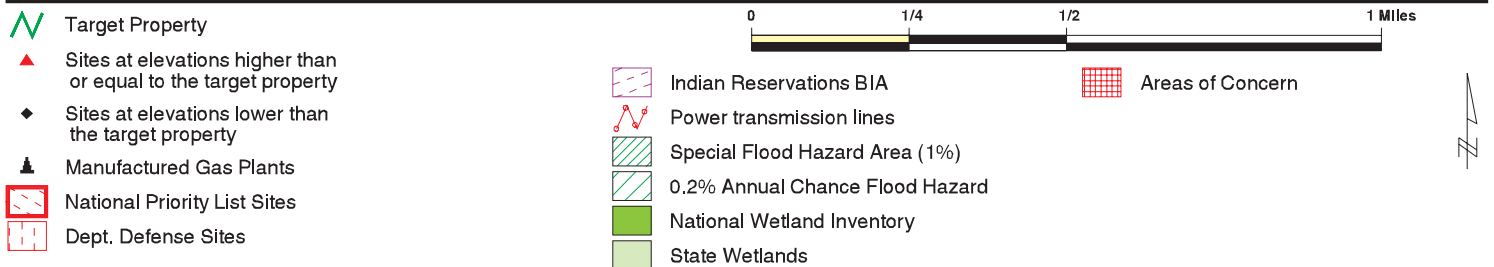 0 1/4 1/2 1 Miles
Target Property
Sites at elevations higher than
or equal to the target property
Sites at elevations lower than
the target property
Manufactured Gas Plants
National Priority List Sites
Dept. Defense Sites
Indian Reservations BIA
Power transmission lines
Special Flood Hazard Area (1%)
0.2% Annual Chance Flood Hazard
National Wetland Inventory
State Wetlands
Areas of Concern